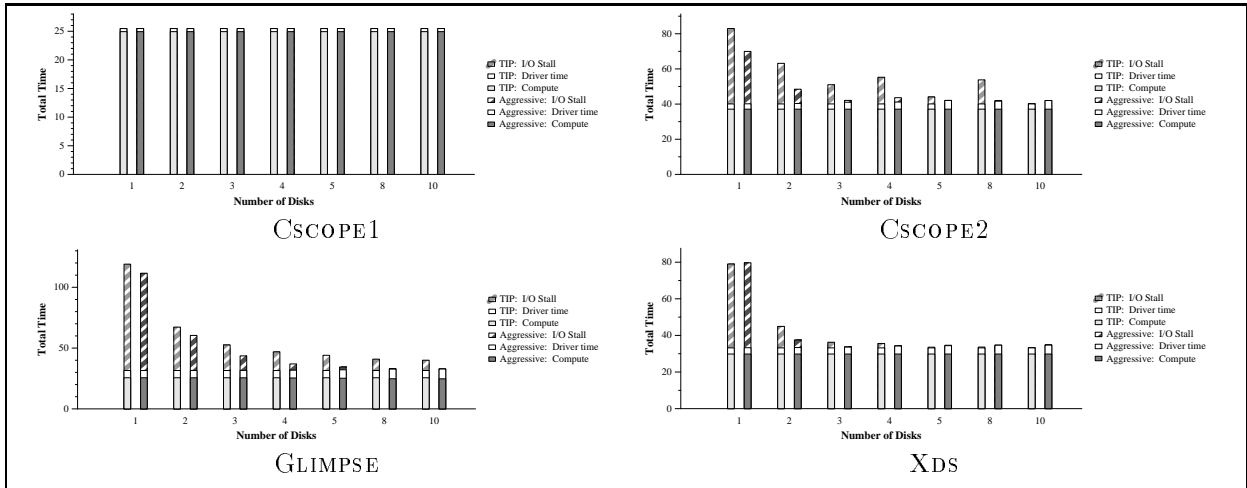 25
20
15
10
5
0
Total Time
1 2 3 4 5 8 10
Number of Disks
TIP: I/O Stall
TIP: Driver time
TIP: Compute
Aggressive: I/O Stall
Aggressive: Driver time
Aggressive: Compute
CSCOPE1
80
60
40
20
0
Total Time
1 2 3 4 5 8 10
Number of Disks
TIP: I/O Stall
TIP: Driver time
TIP: Compute
Aggressive: I/O Stall
Aggressive: Driver time
Aggressive: Compute
CSCOPE2
100
50
0
Total Time
1 2 3 4 5 8 10
Number of Disks
TIP: I/O Stall
TIP: Driver time
TIP: Compute
Aggressive: I/O Stall
Aggressive: Driver time
Aggressive: Compute
GLIMPSE
80
60
40
20
0
Total Time
1 2 3 4 5 8 10
Number of Disks
TIP: I/O Stall
TIP: Driver time
TIP: Compute
Aggressive: I/O Stall
Aggressive: Driver time
Aggressive: Compute
XDS